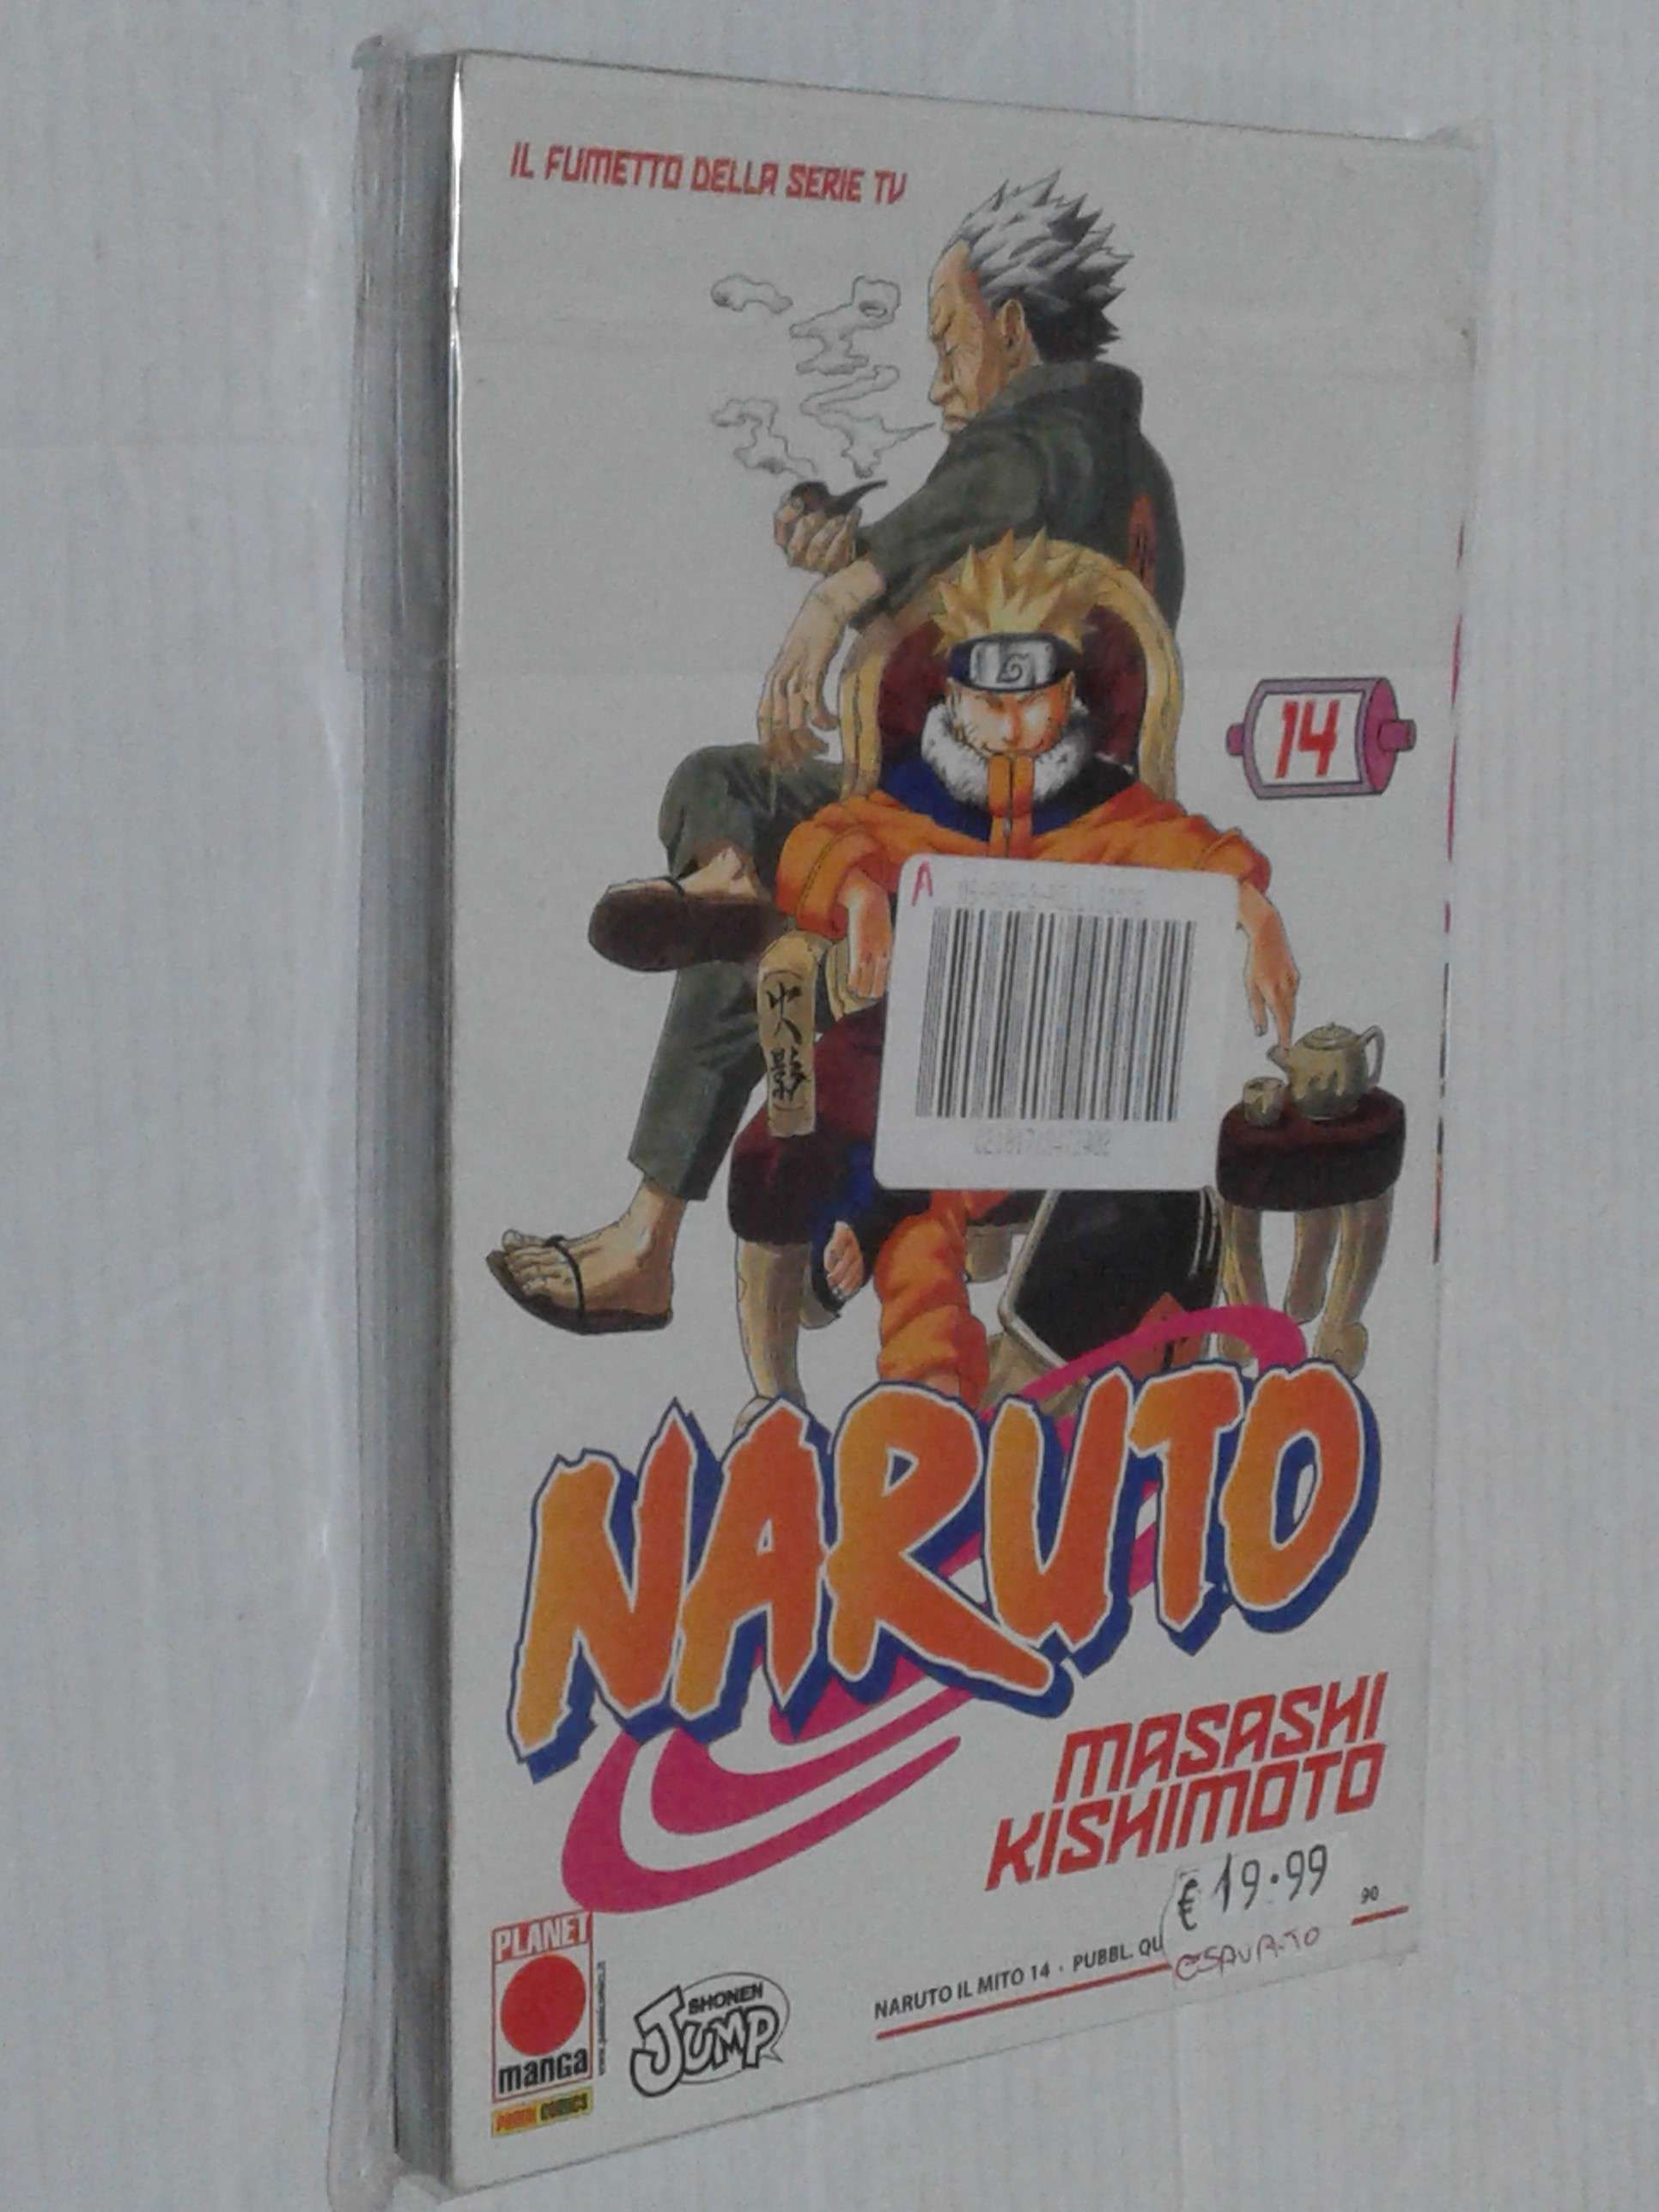 IL FUMETTO DELLA SERIE TV
14
A
NARUTO
MASASHI
KISHIMOTO
€ 19.99
90
NARUTO IL MITO 14 - PUBBL. QU
PLANET
manga
PANINI COMICS
SHONEN
JUMP